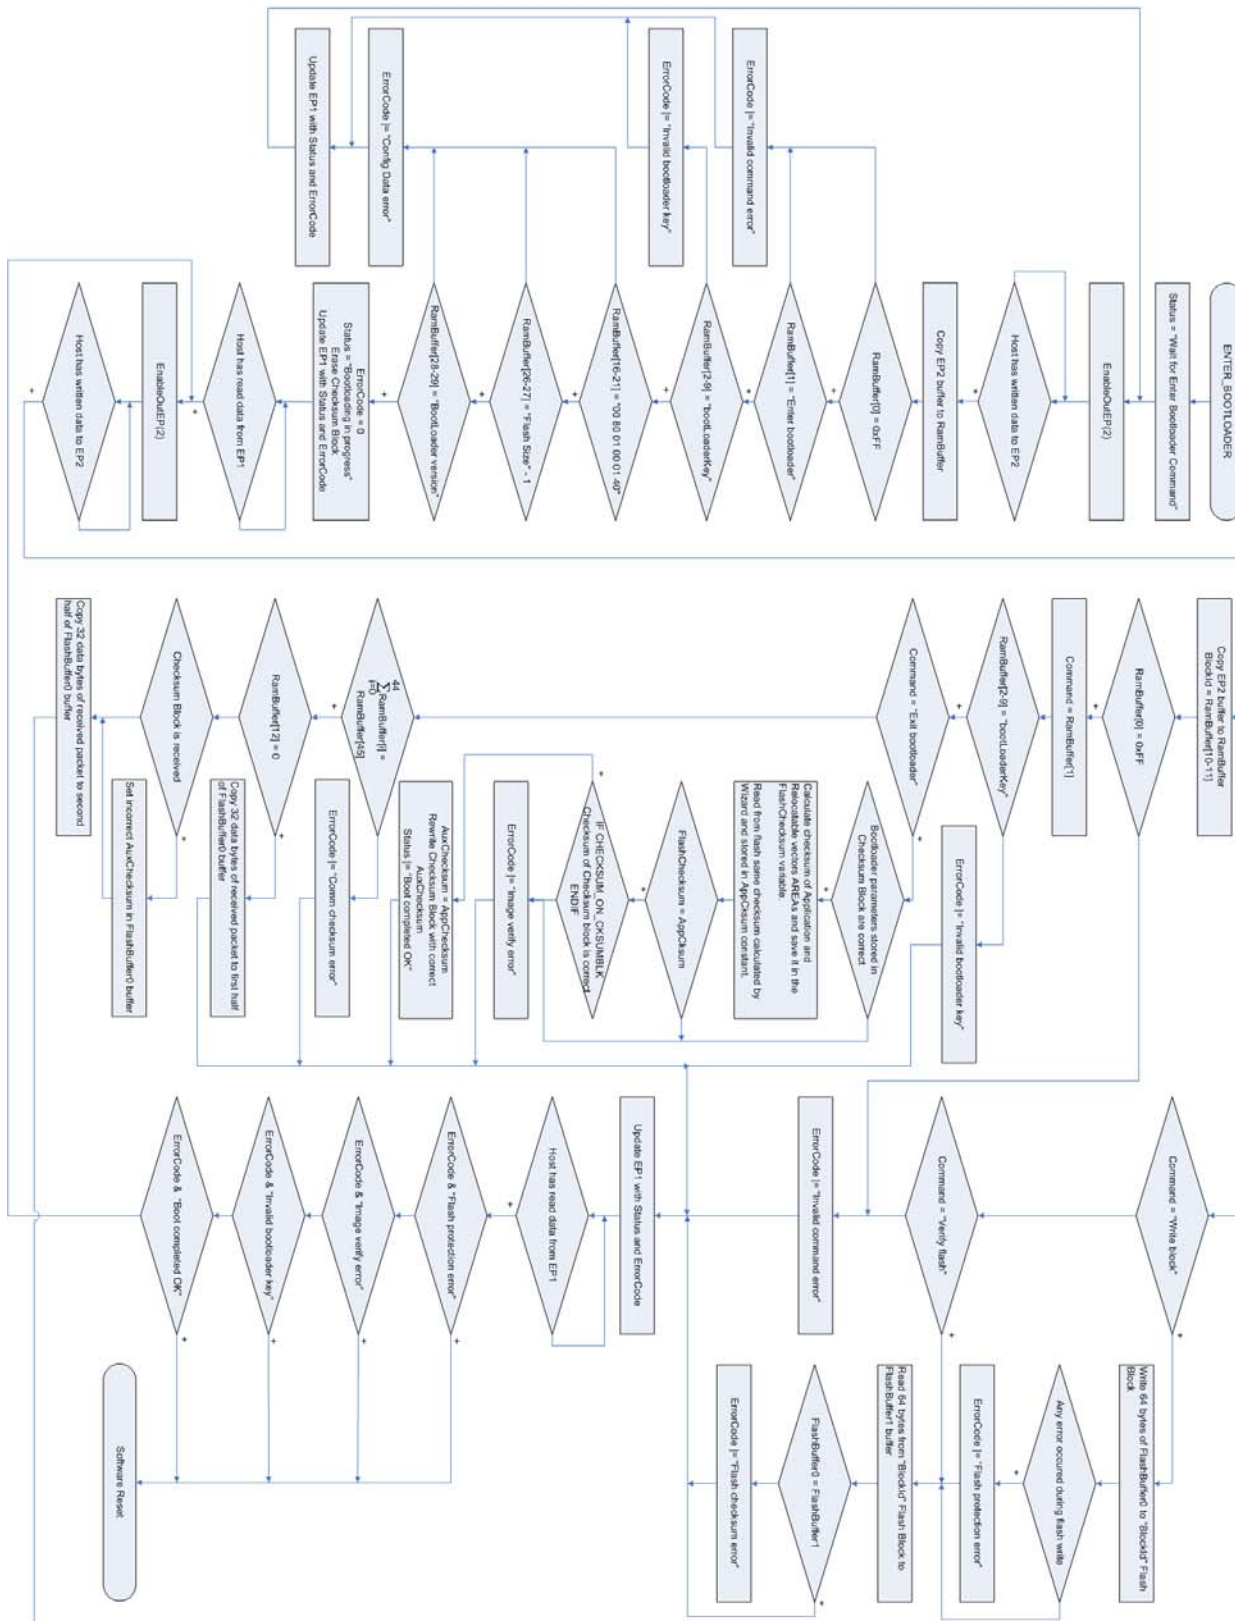 ENTER_BOOTLOADER
Status = "Wait for Enter Bootloader Command"
EnableOutEP(2)
Host has written data to EP2
+
Copy EP2 buffer to RamBuffer
RamBuffer[0] = 0xFF
+
RamBuffer[1] = "Enter bootloader"
+
RamBuffer[2-9] = "bootLoaderKey"
+
RamBuffer[16-21] = "00 80 01 00 01 40"
+
RamBuffer[26-27] = "Flash Size" - 1
+
RamBuffer[28-29] = "BootLoader version"
+
ErrorCode = 0
Status = "Bootloading in progress"
Erase Checksum Block
Update EP1 with Status and ErrorCode
Host has read data from EP1
+
EnableOutEP(2)
Host has written data to EP2
+
ErrorCode |= "Invalid command error"
ErrorCode |= "Invalid bootloader key"
ErrorCode |= "Config Data error"
Update EP1 with Status and ErrorCode
Copy EP2 buffer to RamBuffer
BlockId = RamBuffer[10-11]
RamBuffer[0] = 0xFF
+
Command = RamBuffer[1]
RamBuffer[2-9] = "bootLoaderKey"
+
Command = "Exit bootloader"
+
ErrorCode |= "Invalid bootloader key"
Bootloader parameters stored in
Checksum Block are correct
+
Calculate checksum of Application and
Relocatable vectors AREAs and save it in the
FlashChecksum variable.
Read from flash same checksum calculated by
Wizard and stored in AppCksum constant.
FlashChecksum = AppCksum
+
IF CHECKSUM_ON_CKSUMBLK
Checksum of Checksum block is correct
ENDIF
+
ErrorCode |= "Image verify error"
AuxChecksum = AppChecksum
Rewrite Checksum Block with correct
AuxChecksum
Status |= "Boot completed OK"
44
∑ RamBuffer[i] =
i=0
RamBuffer[45]
+
ErrorCode |= "Comm checksum error"
RamBuffer[12] = 0
+
Copy 32 data bytes of received packet to first half
of FlashBuffer0 buffer
Checksum Block is received
+
Set incorrect AuxChecksum in FlashBuffer0 buffer
Copy 32 data bytes of received packet to second
half of FlashBuffer0 buffer
Command = "Write block"
+
Write 64 bytes of FlashBuffer0 to "BlockId" Flash
Block
Any error occured during flash write
+
ErrorCode |= "Flash protection error"
Command = "Verify flash"
+
Read 64 bytes from "BlockId" Flash Block to
FlashBuffer1 buffer
ErrorCode |= "Invalid command error"
FlashBuffer0 = FlashBuffer1
+
ErrorCode |= "Flash checksum error"
Update EP1 with Status and ErrorCode
Host has read data from EP1
+
ErrorCode & "Flash protection error"
+
ErrorCode & "Image verify error"
+
ErrorCode & "Invalid bootloader key"
+
ErrorCode & "Boot completed OK"
+
Software Reset